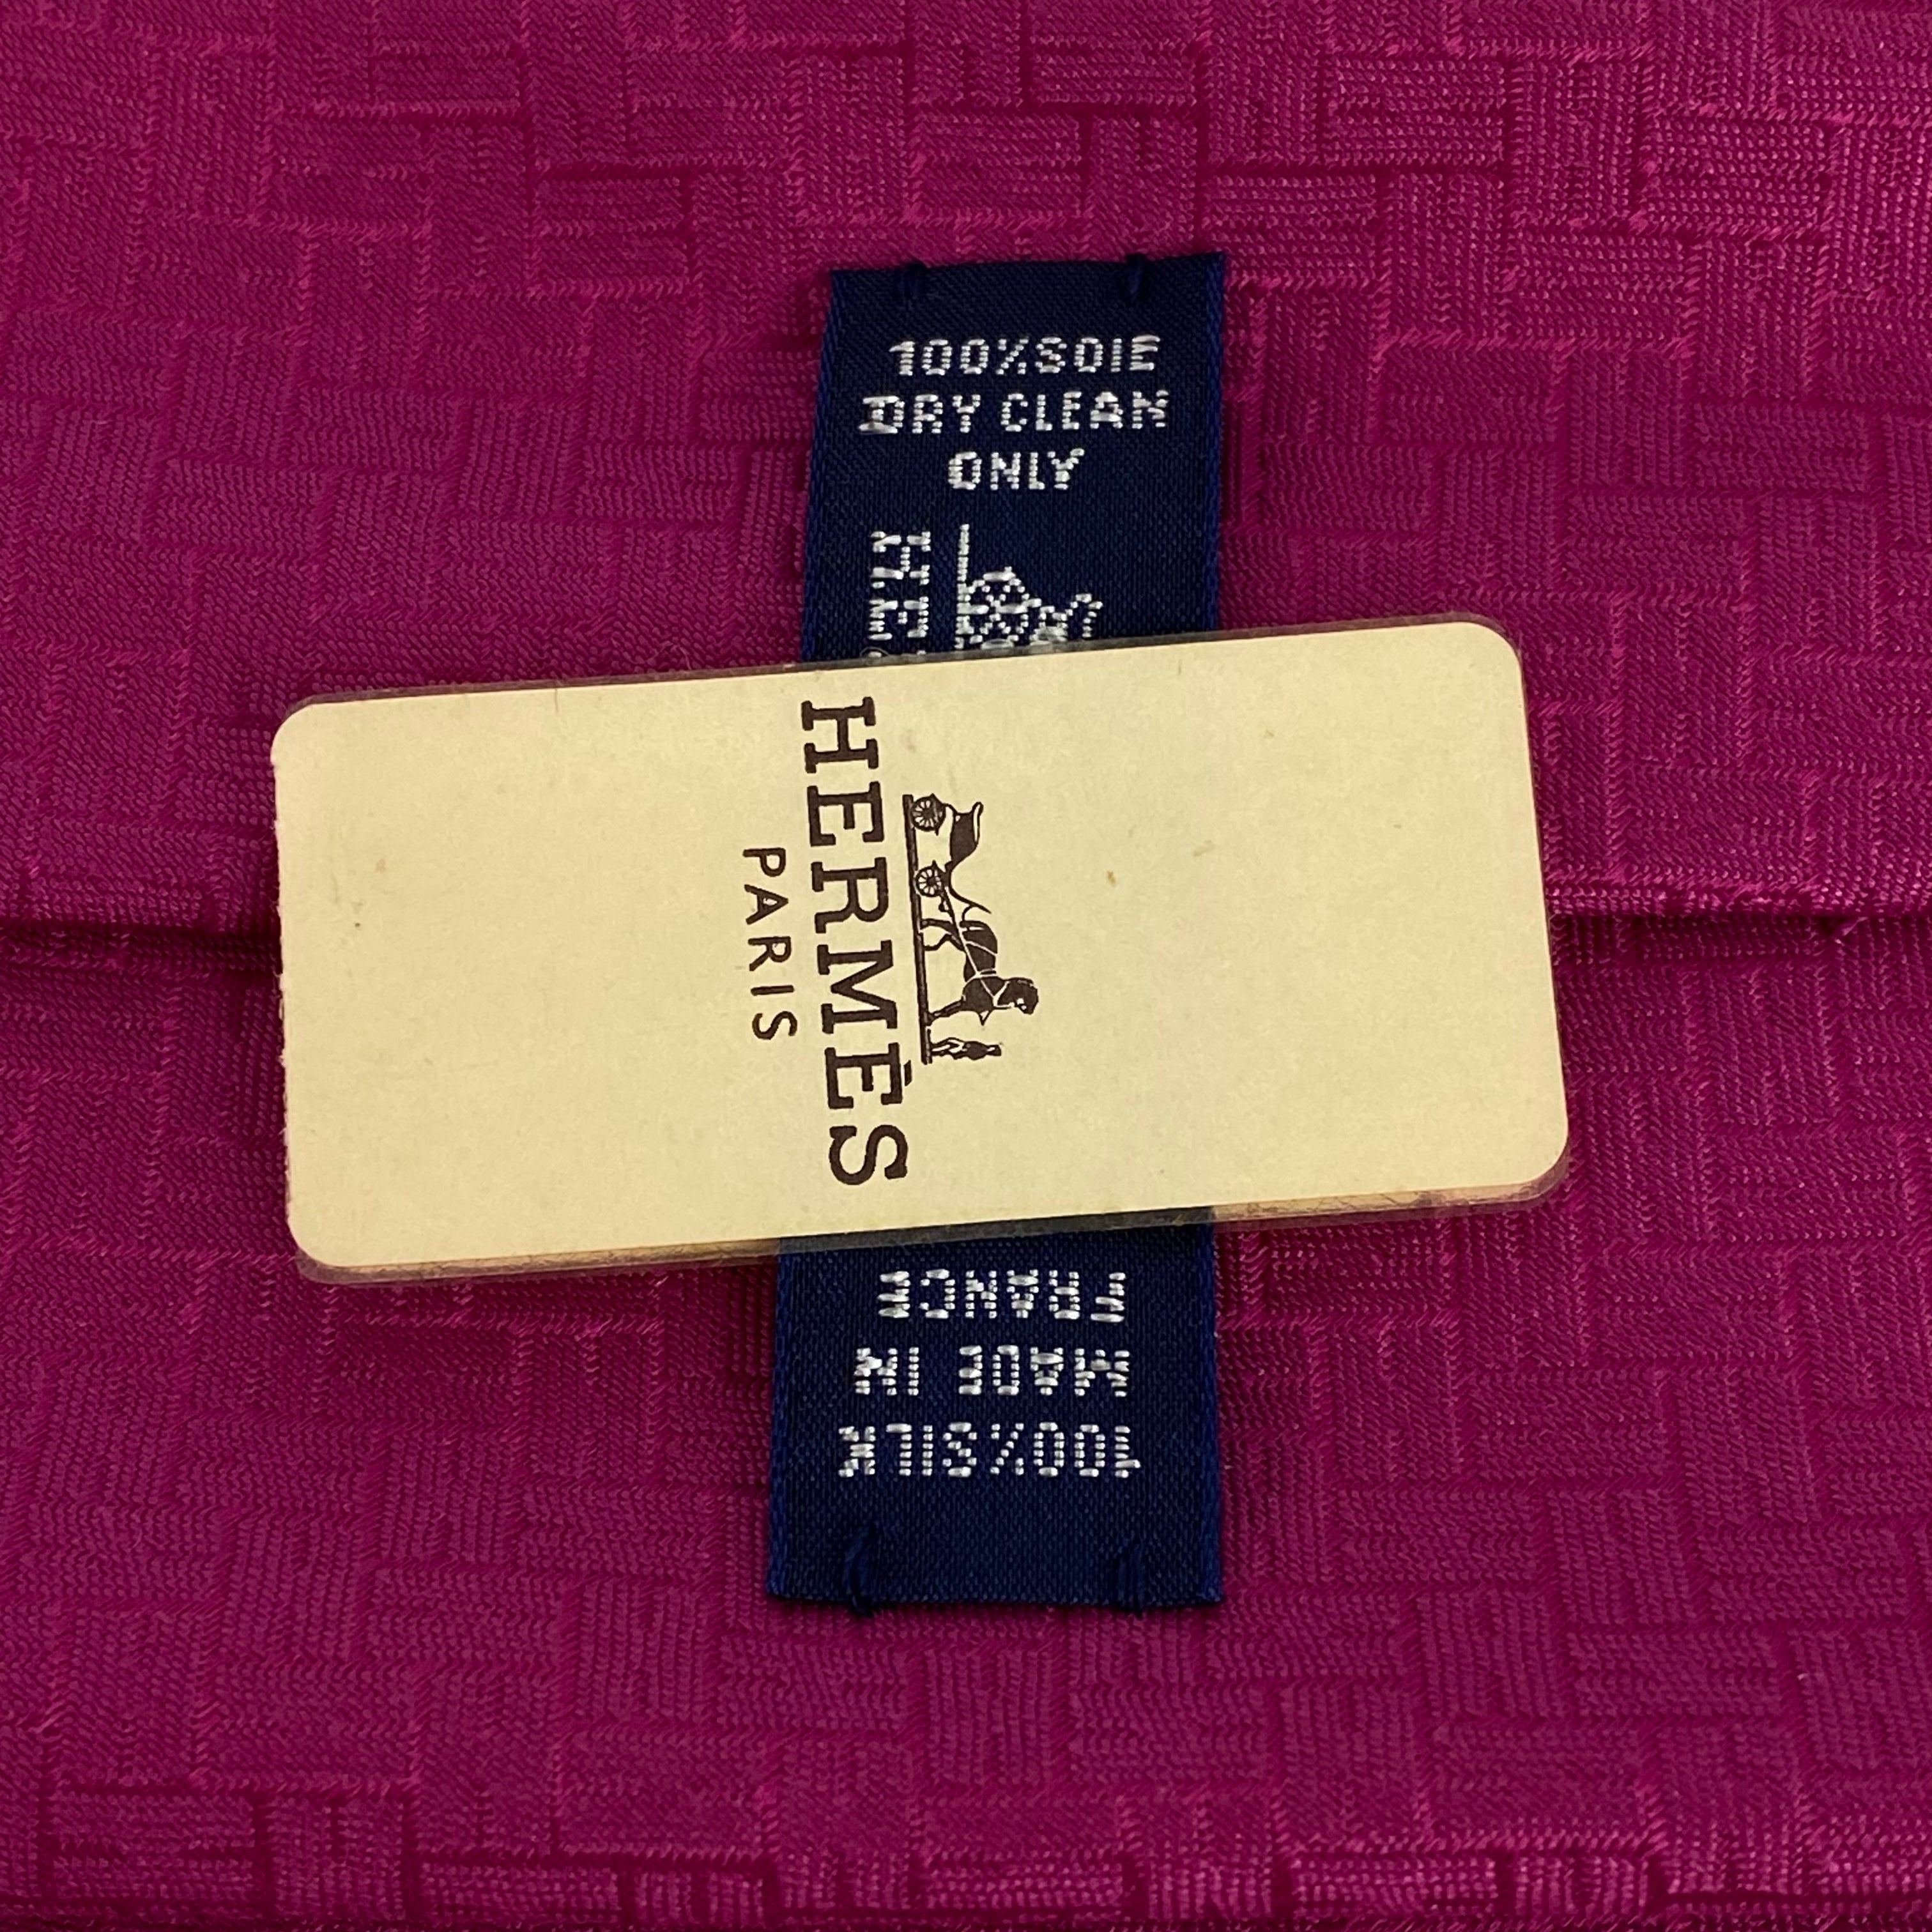 100%SOIE
DRY CLEAN
ONLY
HERMÈS
PARIS
100%SILK
MADE IN
FRANCE